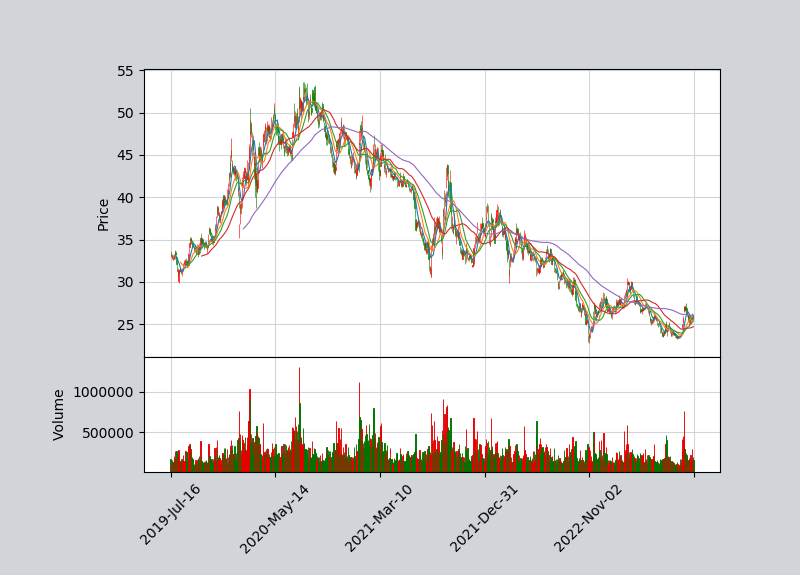 55
50
45
40
35
30
25
Price
1000000
500000
Volume
2019-Jul-16
2020-May-14
2021-Mar-10
2021-Dec-31
2022-Nov-02